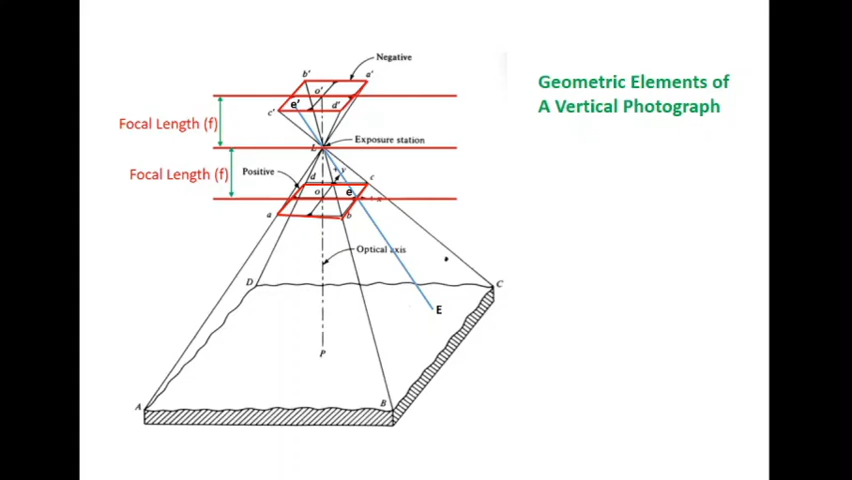 Negative
Geometric Elements of
A Vertical Photograph
b'
a'
o'
e'
d'
c'
Focal Length (f)
Exposure station
L
Focal Length (f)
Positive
+ y
d
c
o
e
a
b
Optical axis
D
C
E
P
A
B